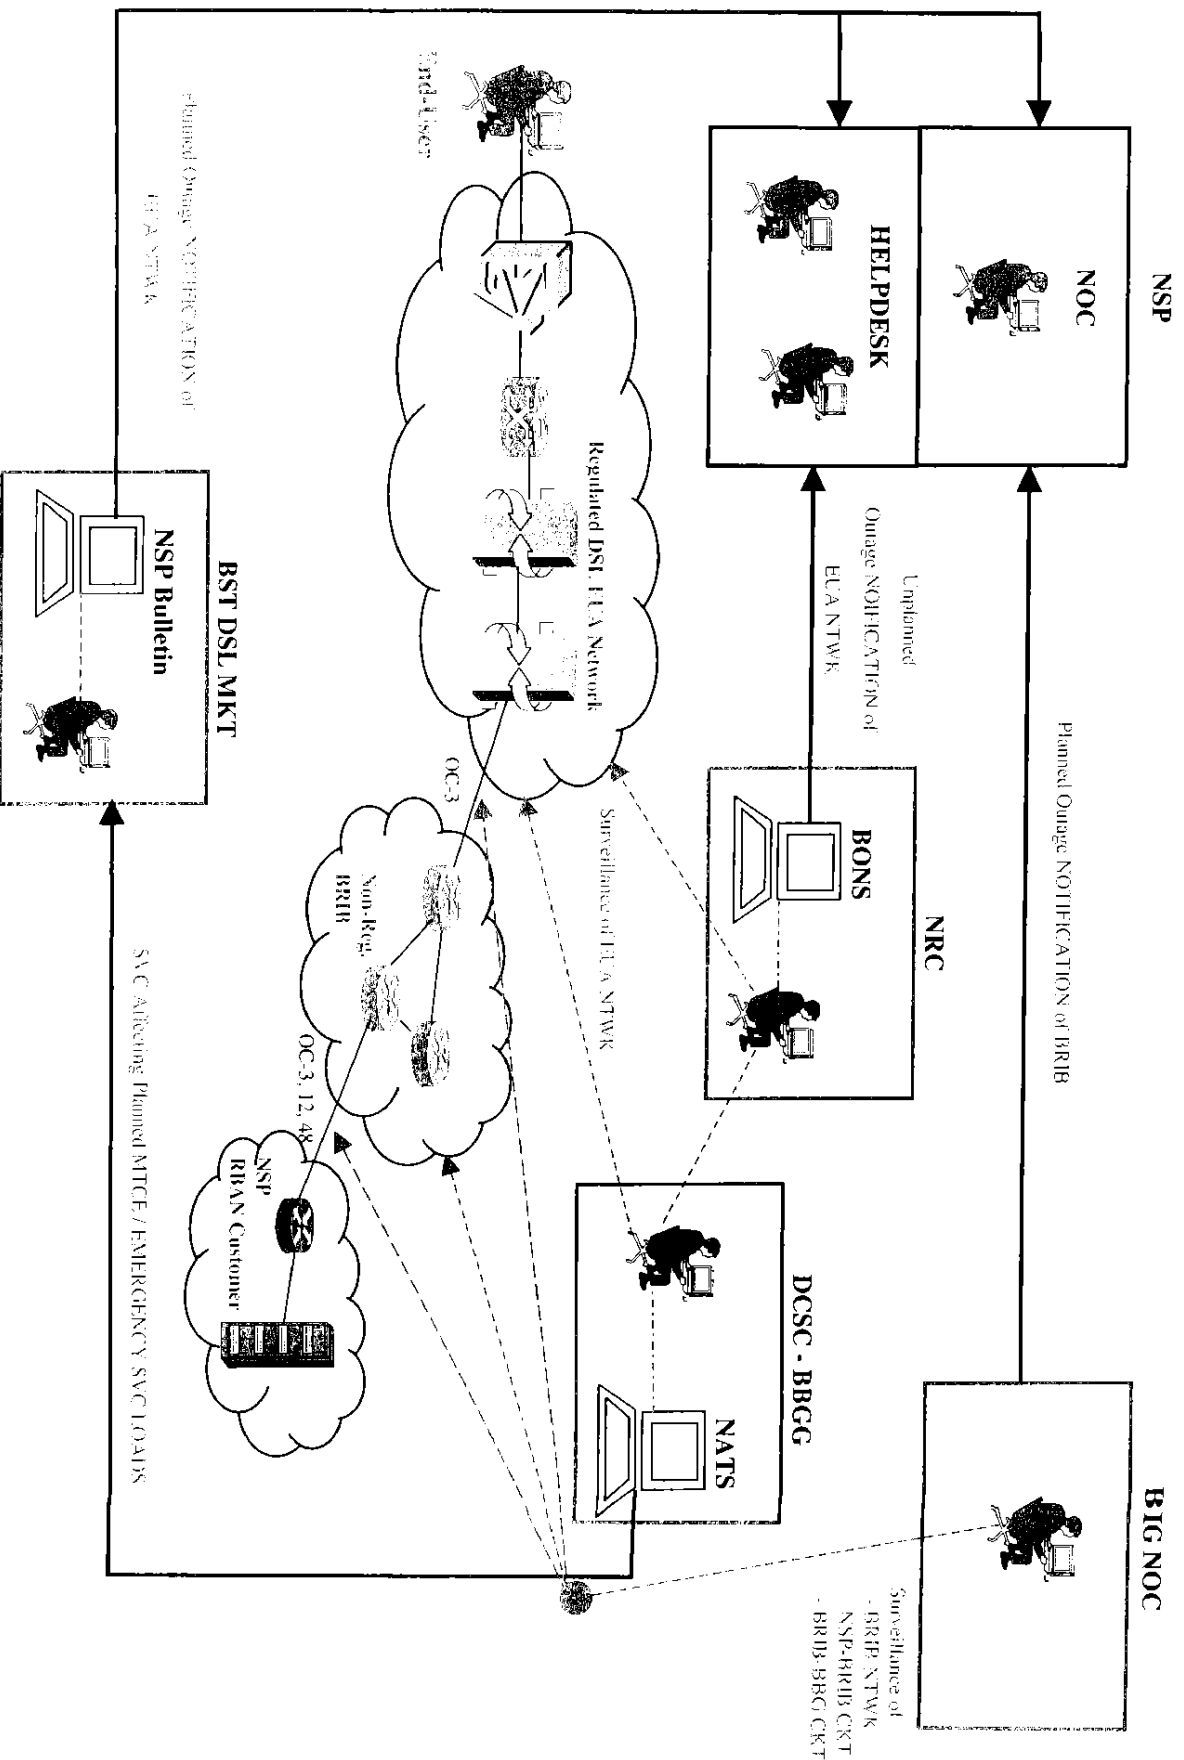 NSP
NOC
HELPDESK
End-User
Planned Outage NOTIFICATION of
EUA NTWK
Regulated DSL EUA Network
Unplanned
Outage NOIFICATION of
EUA NTWK
Planned Outage NOTIFICATION of BRIB
NRC
BONS
Surveillance of EUA NTWK
BST DSL MKT
NSP Bulletin
OC-3
Non-Reg.
BRIB
OC-3, 12, 48
NSP
RBAN Customer
SVC Affecting Planned MTCE / EMERGENCY SVC LOADS
DCSC - BBGG
NATS
BIG NOC
Surveillance of
- BRIB NTWK
NSP-BRIB CKT
- BRIB-BBG CKT